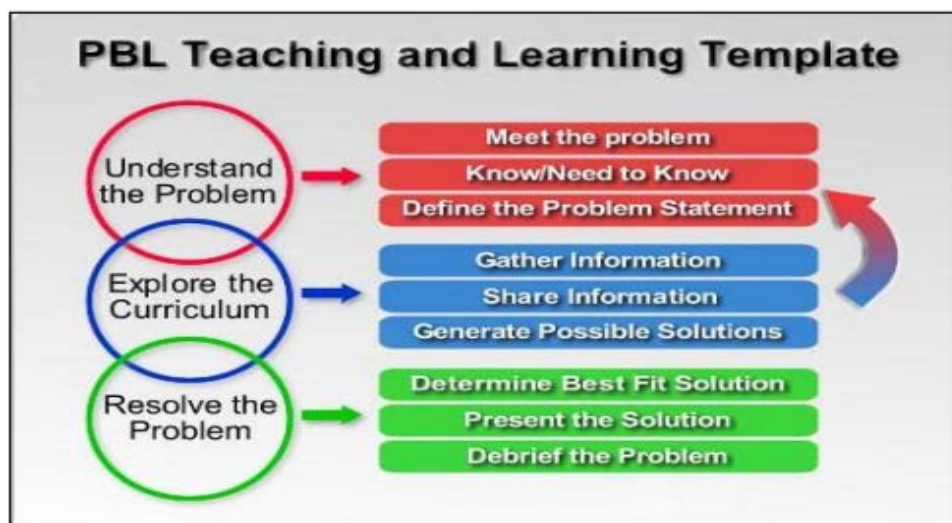 PBL Teaching and Learning Template
Understand
the Problem
Meet the problem
Know/Need to Know
Define the Problem Statement
Explore the
Curriculum
Gather Information
Share Information
Generate Possible Solutions
Resolve the
Problem
Determine Best Fit Solution
Present the Solution
Debrief the Problem